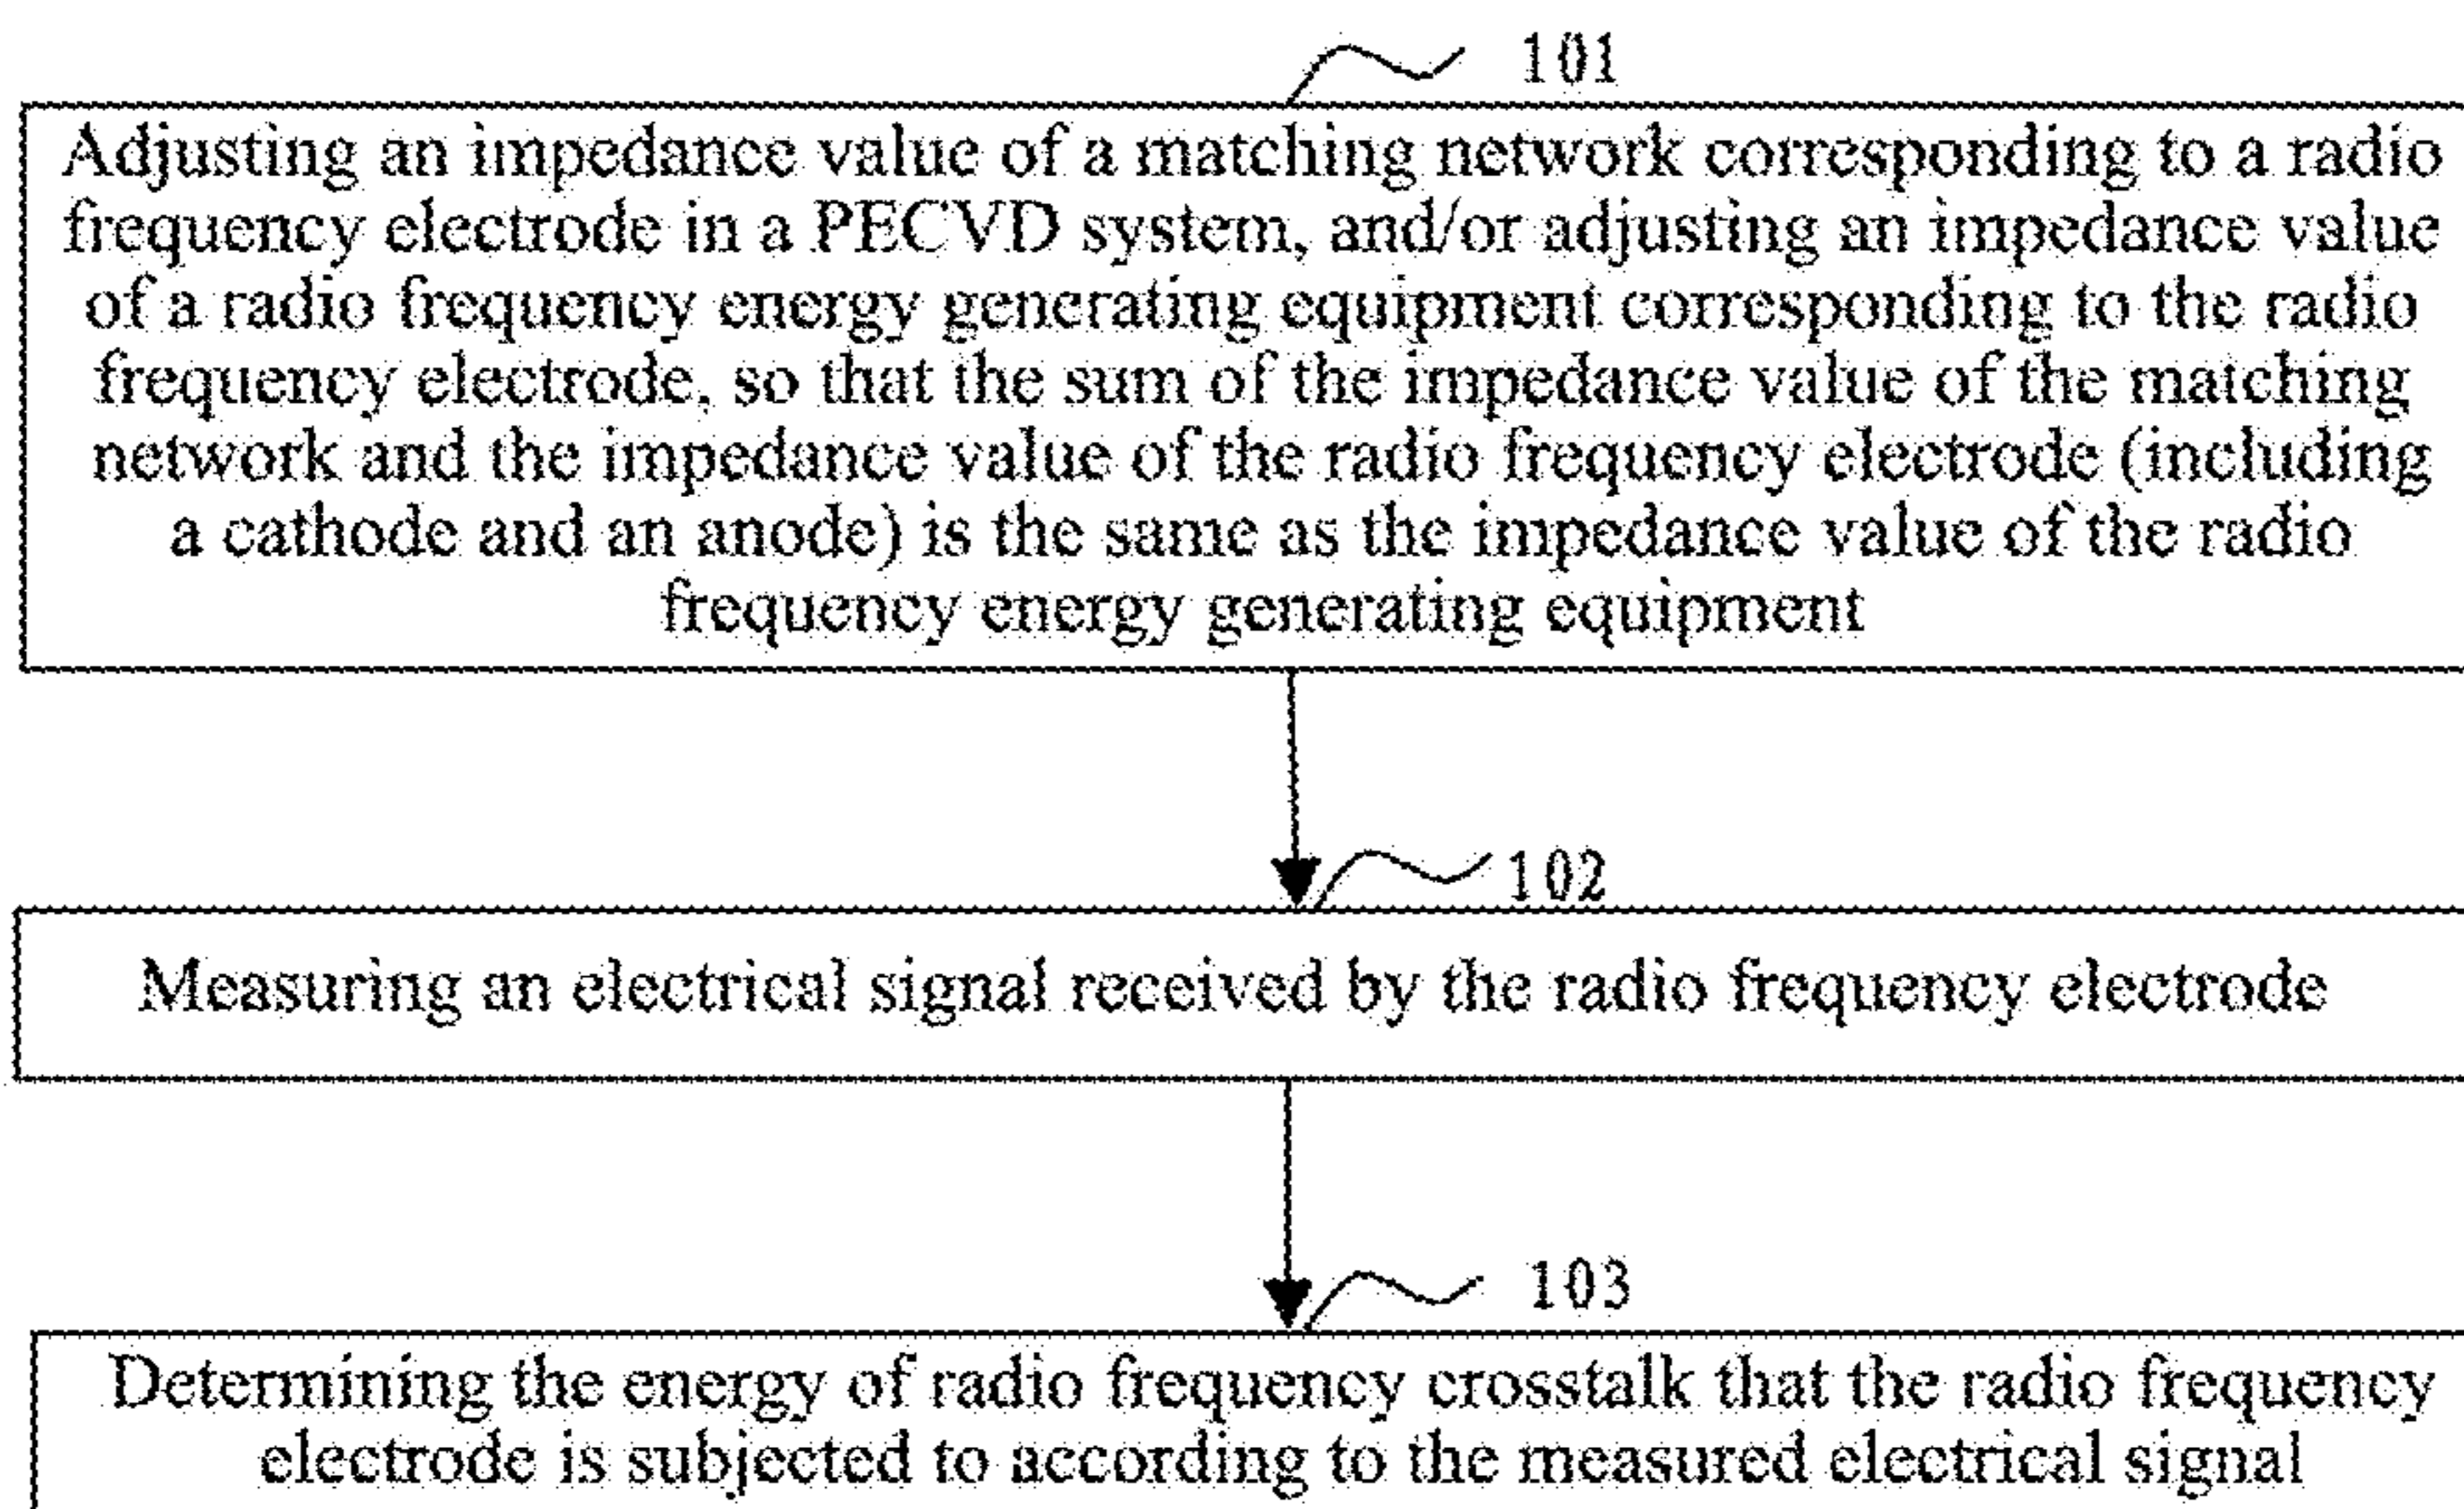 101
Adjusting an impedance value of a matching network corresponding to a radio
frequency electrode in a PECVD system, and/or adjusting an impedance value
of a radio frequency energy generating equipment corresponding to the radio
frequency electrode, so that the sum of the impedance value of the matching
network and the impedance value of the radio frequency electrode (including
a cathode and an anode) is the same as the impedance value of the radio
frequency energy generating equipment
102
Measuring an electrical signal received by the radio frequency electrode
103
Determining the energy of radio frequency crosstalk that the radio frequency
electrode is subjected to according to the measured electrical signal